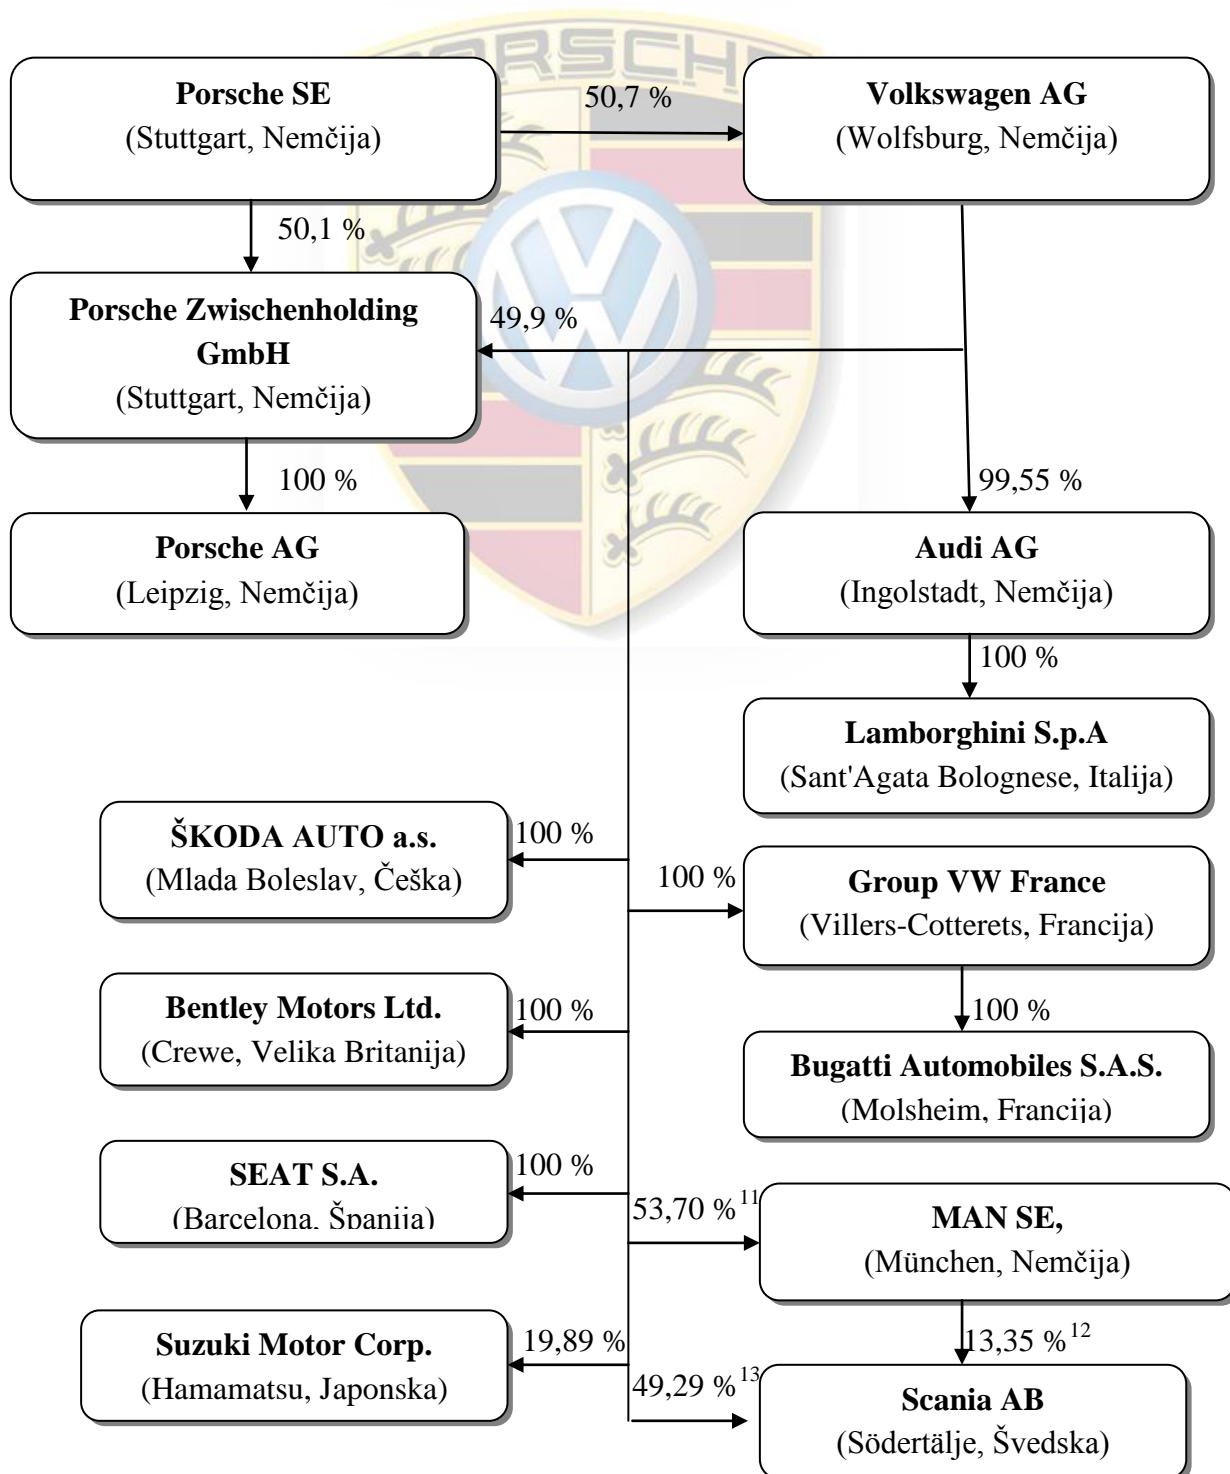 PORSCHE
Porsche SE
(Stuttgart, Nemčija)
50,7 %
Volkswagen AG
(Wolfsburg, Nemčija)
50,1 %
Porsche Zwischenholding
GmbH
(Stuttgart, Nemčija)
49,9 %
100 %
99,55 %
Porsche AG
(Leipzig, Nemčija)
Audi AG
(Ingolstadt, Nemčija)
100 %
Lamborghini S.p.A
(Sant'Agata Bolognese, Italija)
ŠKODA AUTO a.s.
(Mlada Boleslav, Češka)
100 %
100 %
Group VW France
(Villers-Cotterets, Francija)
Bentley Motors Ltd.
(Crewe, Velika Britanija)
100 %
100 %
Bugatti Automobiles S.A.S.
(Molsheim, Francija)
SEAT S.A.
(Barcelona, Španija)
100 %
53,70 %11
MAN SE,
(München, Nemčija)
Suzuki Motor Corp.
(Hamamatsu, Japonska)
19,89 %
13,35 %12
49,29 %13
Scania AB
(Södertälje, Švedska)